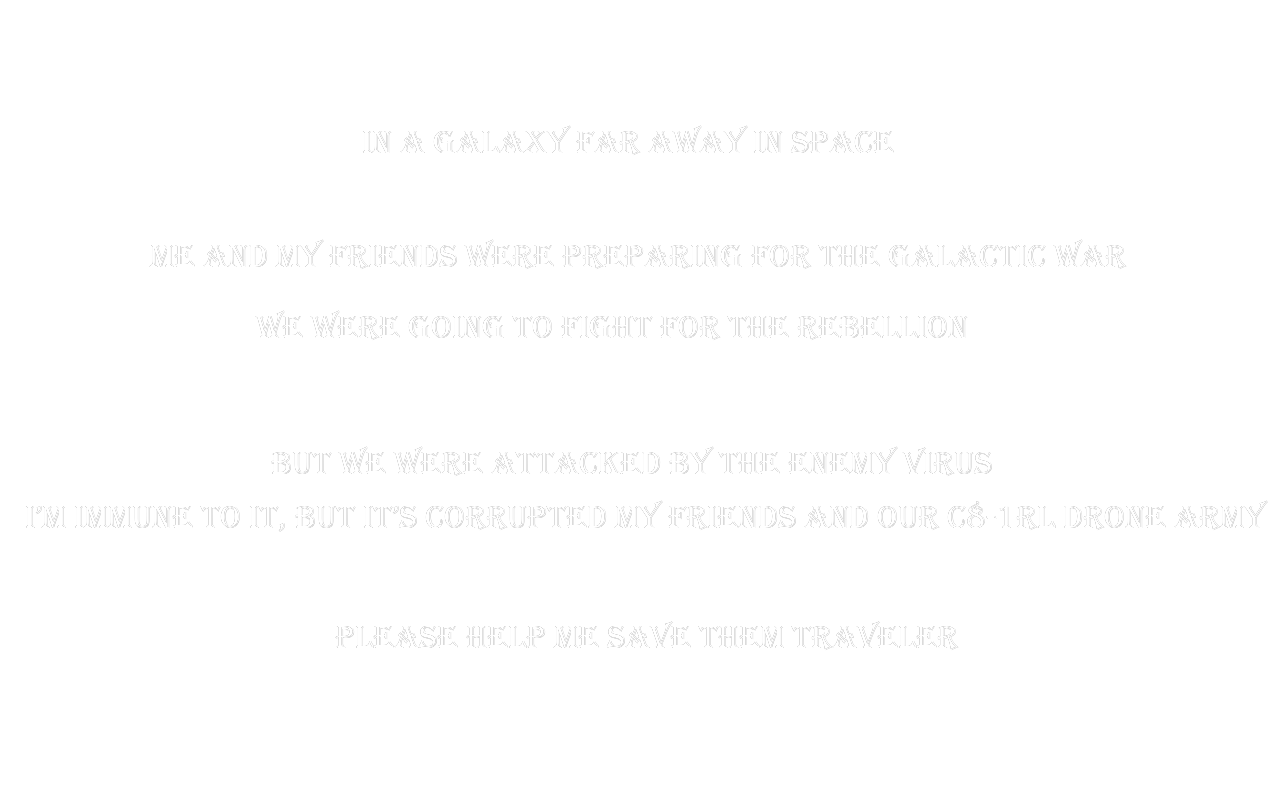 IN A GALAXY FAR AWAY IN SPACE
ME AND MY FRIENDS WERE PREPARING FOR THE GALACTIC WAR
WE WERE GOING TO FIGHT FOR THE REBELLION
BUT WE WERE ATTACKED BY THE ENEMY VIRUS
I'M IMMUNE TO IT, BUT IT'S CORRUPTED MY FRIENDS AND OUR C8-1RL DRONE ARMY
PLEASE HELP ME SAVE THEM TRAVELER